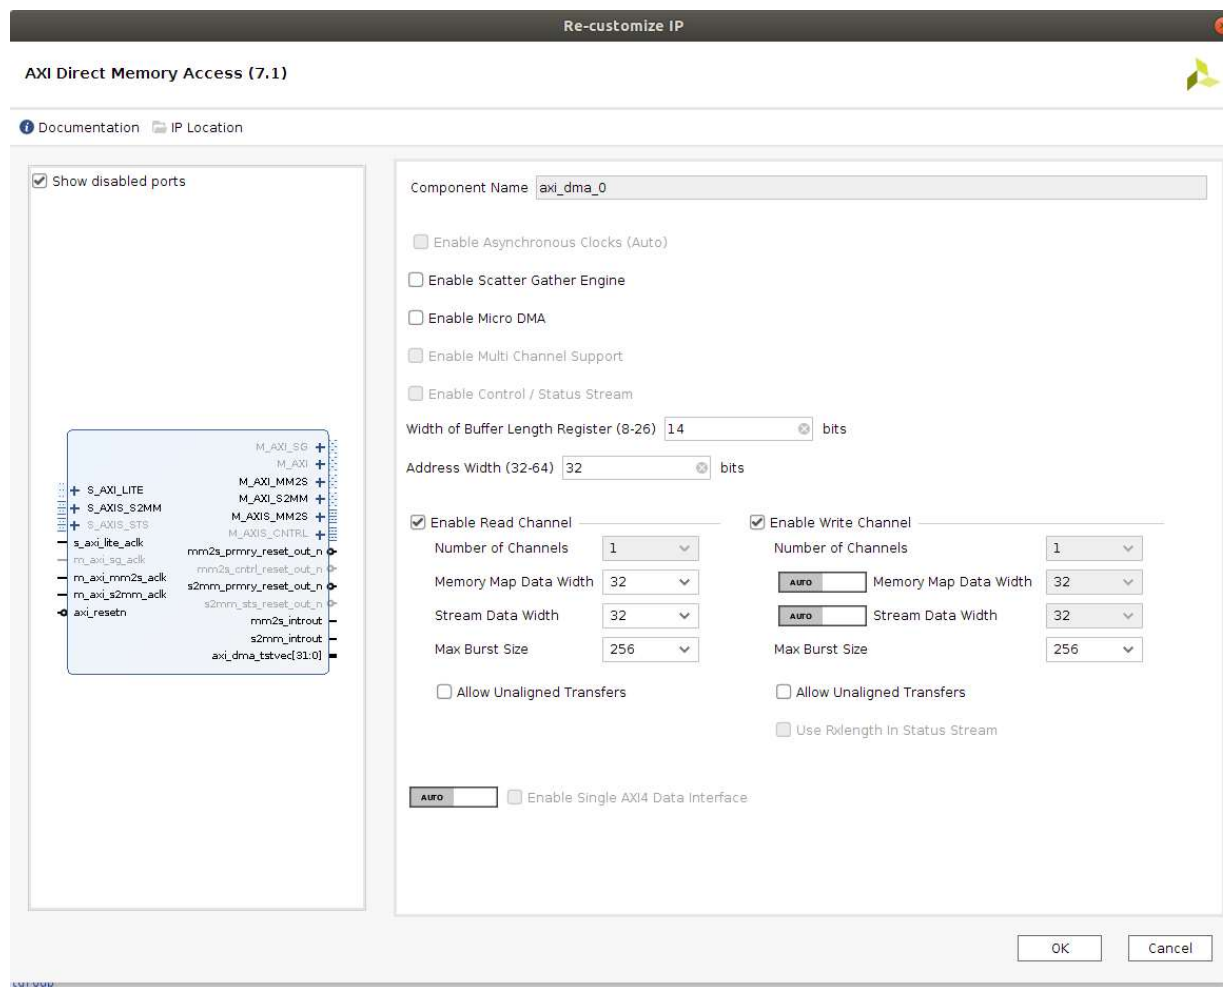 Re-customize IP
AXI Direct Memory Access (7.1)
Documentation IP Location
Show disabled ports
M_AXI_SG
M_AXI
M_AXI_MM2S
S_AXI_LITE
M_AXI_S2MM
S_AXIS_S2MM
M_AXIS_MM2S
S_AXIS_STS
M_AXIS_CNTRL
s_axi_lite_aclk
mm2s_prmry_reset_out_n
m_axi_sg_aclk
mm2s_cntrl_reset_out_n
m_axi_mm2s_aclk
s2mm_prmry_reset_out_n
m_axi_s2mm_aclk
s2mm_sts_reset_out_n
axi_resetn
mm2s_introut
s2mm_introut
axi_dma_tstvec[31:0]
Component Name axi_dma_0
Enable Asynchronous Clocks (Auto)
Enable Scatter Gather Engine
Enable Micro DMA
Enable Multi Channel Support
Enable Control / Status Stream
Width of Buffer Length Register (8-26) 14 bits
Address Width (32-64) 32 bits
Enable Read Channel
Number of Channels 1
Memory Map Data Width 32
Stream Data Width 32
Max Burst Size 256
Allow Unaligned Transfers
Enable Write Channel
Number of Channels 1
AUTO Memory Map Data Width 32
AUTO Stream Data Width 32
Max Burst Size 256
Allow Unaligned Transfers
Use Rxlength In Status Stream
AUTO Enable Single AXI4 Data Interface
OK Cancel